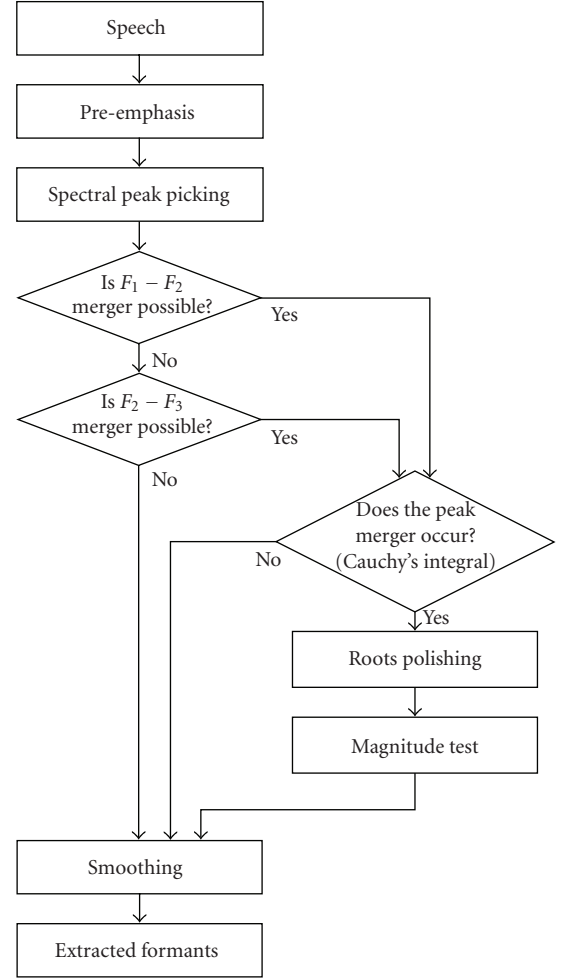 Speech
Pre-emphasis
Spectral peak picking
Is F₁ − F₂
merger possible?
Yes
No
Is F₂ − F₃
merger possible?
Yes
No
Does the peak
merger occur?
(Cauchy's integral)
No
Yes
Roots polishing
Magnitude test
Smoothing
Extracted formants